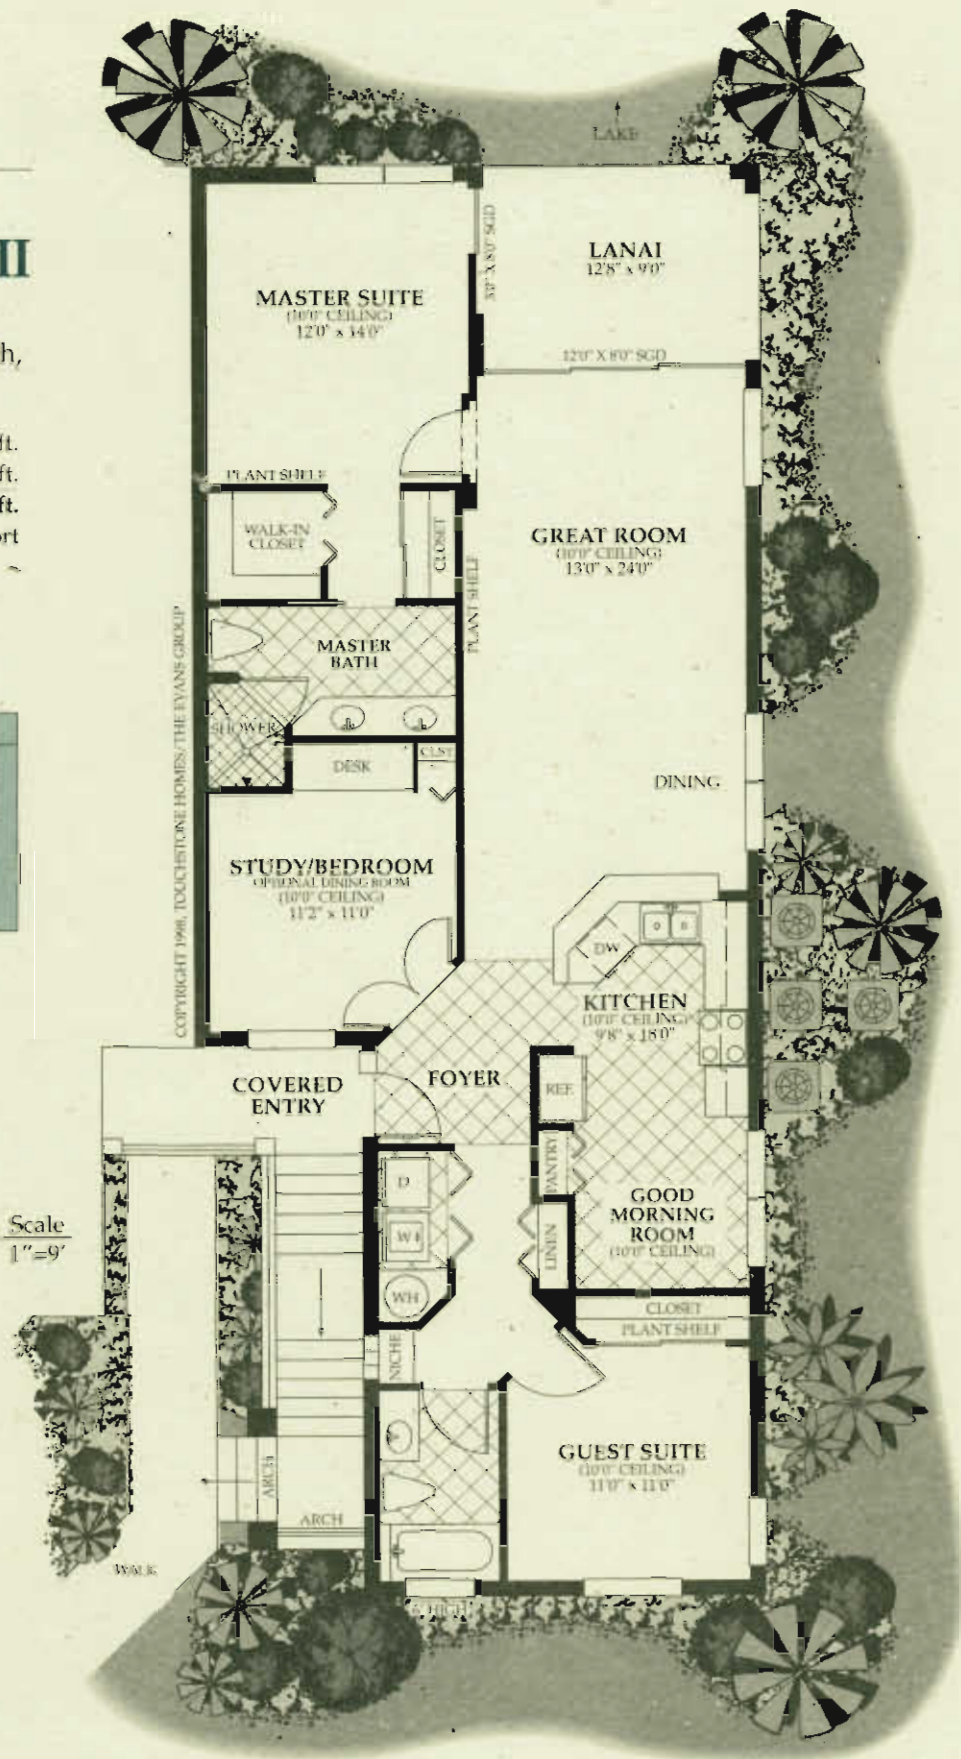 LAKE
II
h,
ft.
ft.
ft.
ort
LANAI
12'8" x 9'0"
MASTER SUITE
(10'0" CEILING)
12'0" x 14'0"
12'0" X 8'0" SGD
PLANT SHELF
WALK-IN
CLOSET
CLOSET
PLANT SHELF
GREAT ROOM
(10'0" CEILING)
13'0" x 24'0"
MASTER
BATH
SHOWER
DESK
CLST
DINING
COPYRIGHT 1998, TOUCHSTONE HOMES/THE EVANS GROUP
STUDY/BEDROOM
OPTIONAL DINING ROOM
(10'0" CEILING)
11'2" x 11'0"
DW
KITCHEN
(10'0" CEILING)
9'8" x 18'0"
COVERED
ENTRY
FOYER
REF.
PANTRY
LINEN
D
WH
NICHE
GOOD
MORNING
ROOM
(10'0" CEILING)
Scale
1"=9'
CLOSET
PLANT SHELF
GUEST SUITE
(10'0" CEILING)
11'0" x 11'0"
ARCH
ARCH
WALK